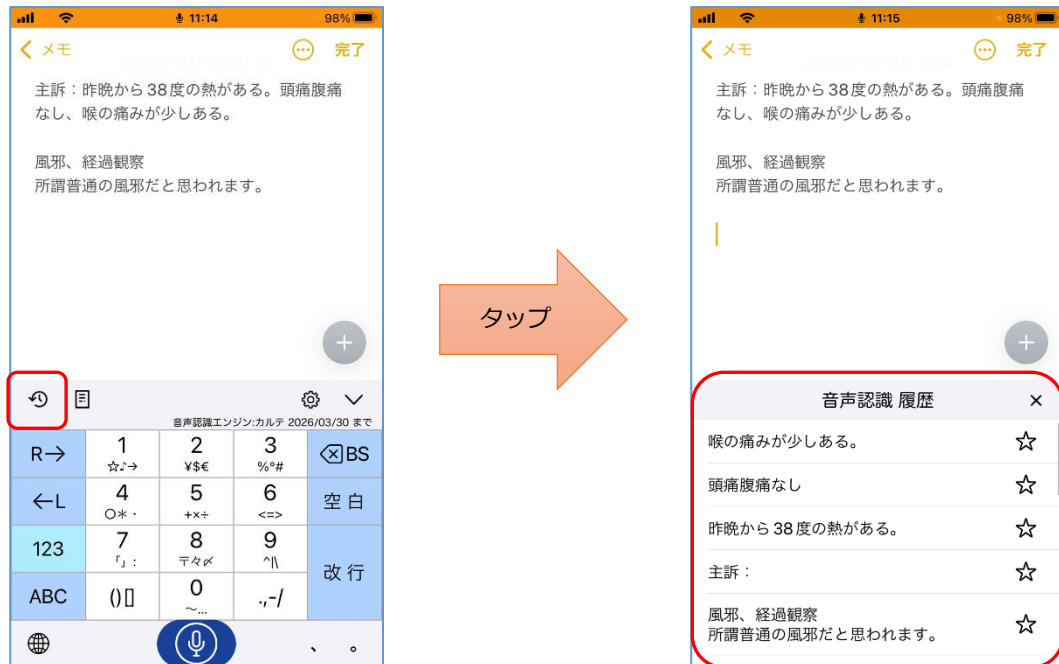 11:14
98%
メモ
完了
主訴：昨晩から38度の熱がある。頭痛腹痛
なし、喉の痛みが少しある。
風邪、経過観察
所謂普通の風邪だと思われます。
音声認識エンジン:カルテ 2026/03/30 まで
R→
1
☆♪→
2
¥$€
3
%°#
BS
←L
4
○＊・
5
+×÷
6
<=>
空白
123
7
「」:
8
〒々〆
9
^|\
改行
ABC
()[]
0
～…
.,-/
、
。
タップ
11:15
98%
メモ
完了
主訴：昨晩から38度の熱がある。頭痛腹痛
なし、喉の痛みが少しある。
風邪、経過観察
所謂普通の風邪だと思われます。
音声認識 履歴
×
喉の痛みが少しある。
頭痛腹痛なし
昨晩から38度の熱がある。
主訴：
風邪、経過観察
所謂普通の風邪だと思われます。